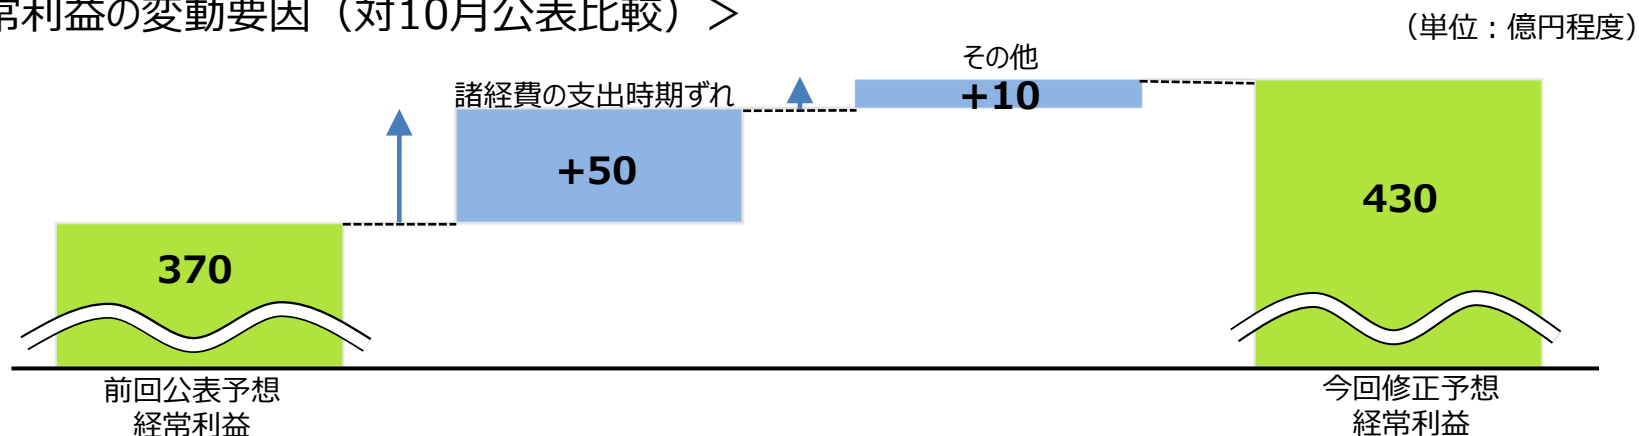 常利益の変動要因（対10月公表比較）＞
（単位：億円程度）
その他
+10
諸経費の支出時期ずれ
+50
430
370
前回公表予想
経常利益
今回修正予想
経常利益